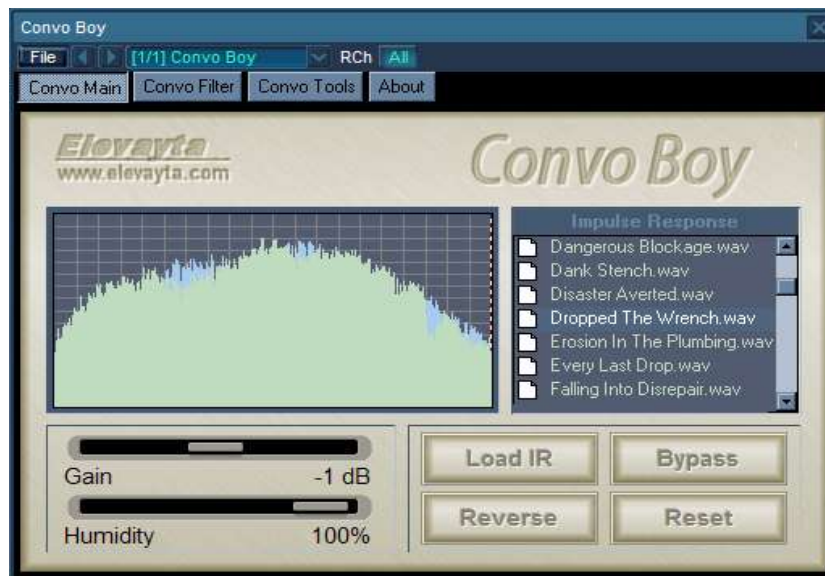 Convo Boy
File [1/1] Convo Boy RCh All
Convo Main Convo Filter Convo Tools About
Elevayta
www.elevayta.com
Convo Boy
Impulse Response
Dangerous Blockage.wav
Dank Stench.wav
Disaster Averted.wav
Dropped The Wrench.wav
Erosion In The Plumbing.wav
Every Last Drop.wav
Falling Into Disrepair.wav
Gain -1 dB
Humidity 100%
Load IR Bypass
Reverse Reset